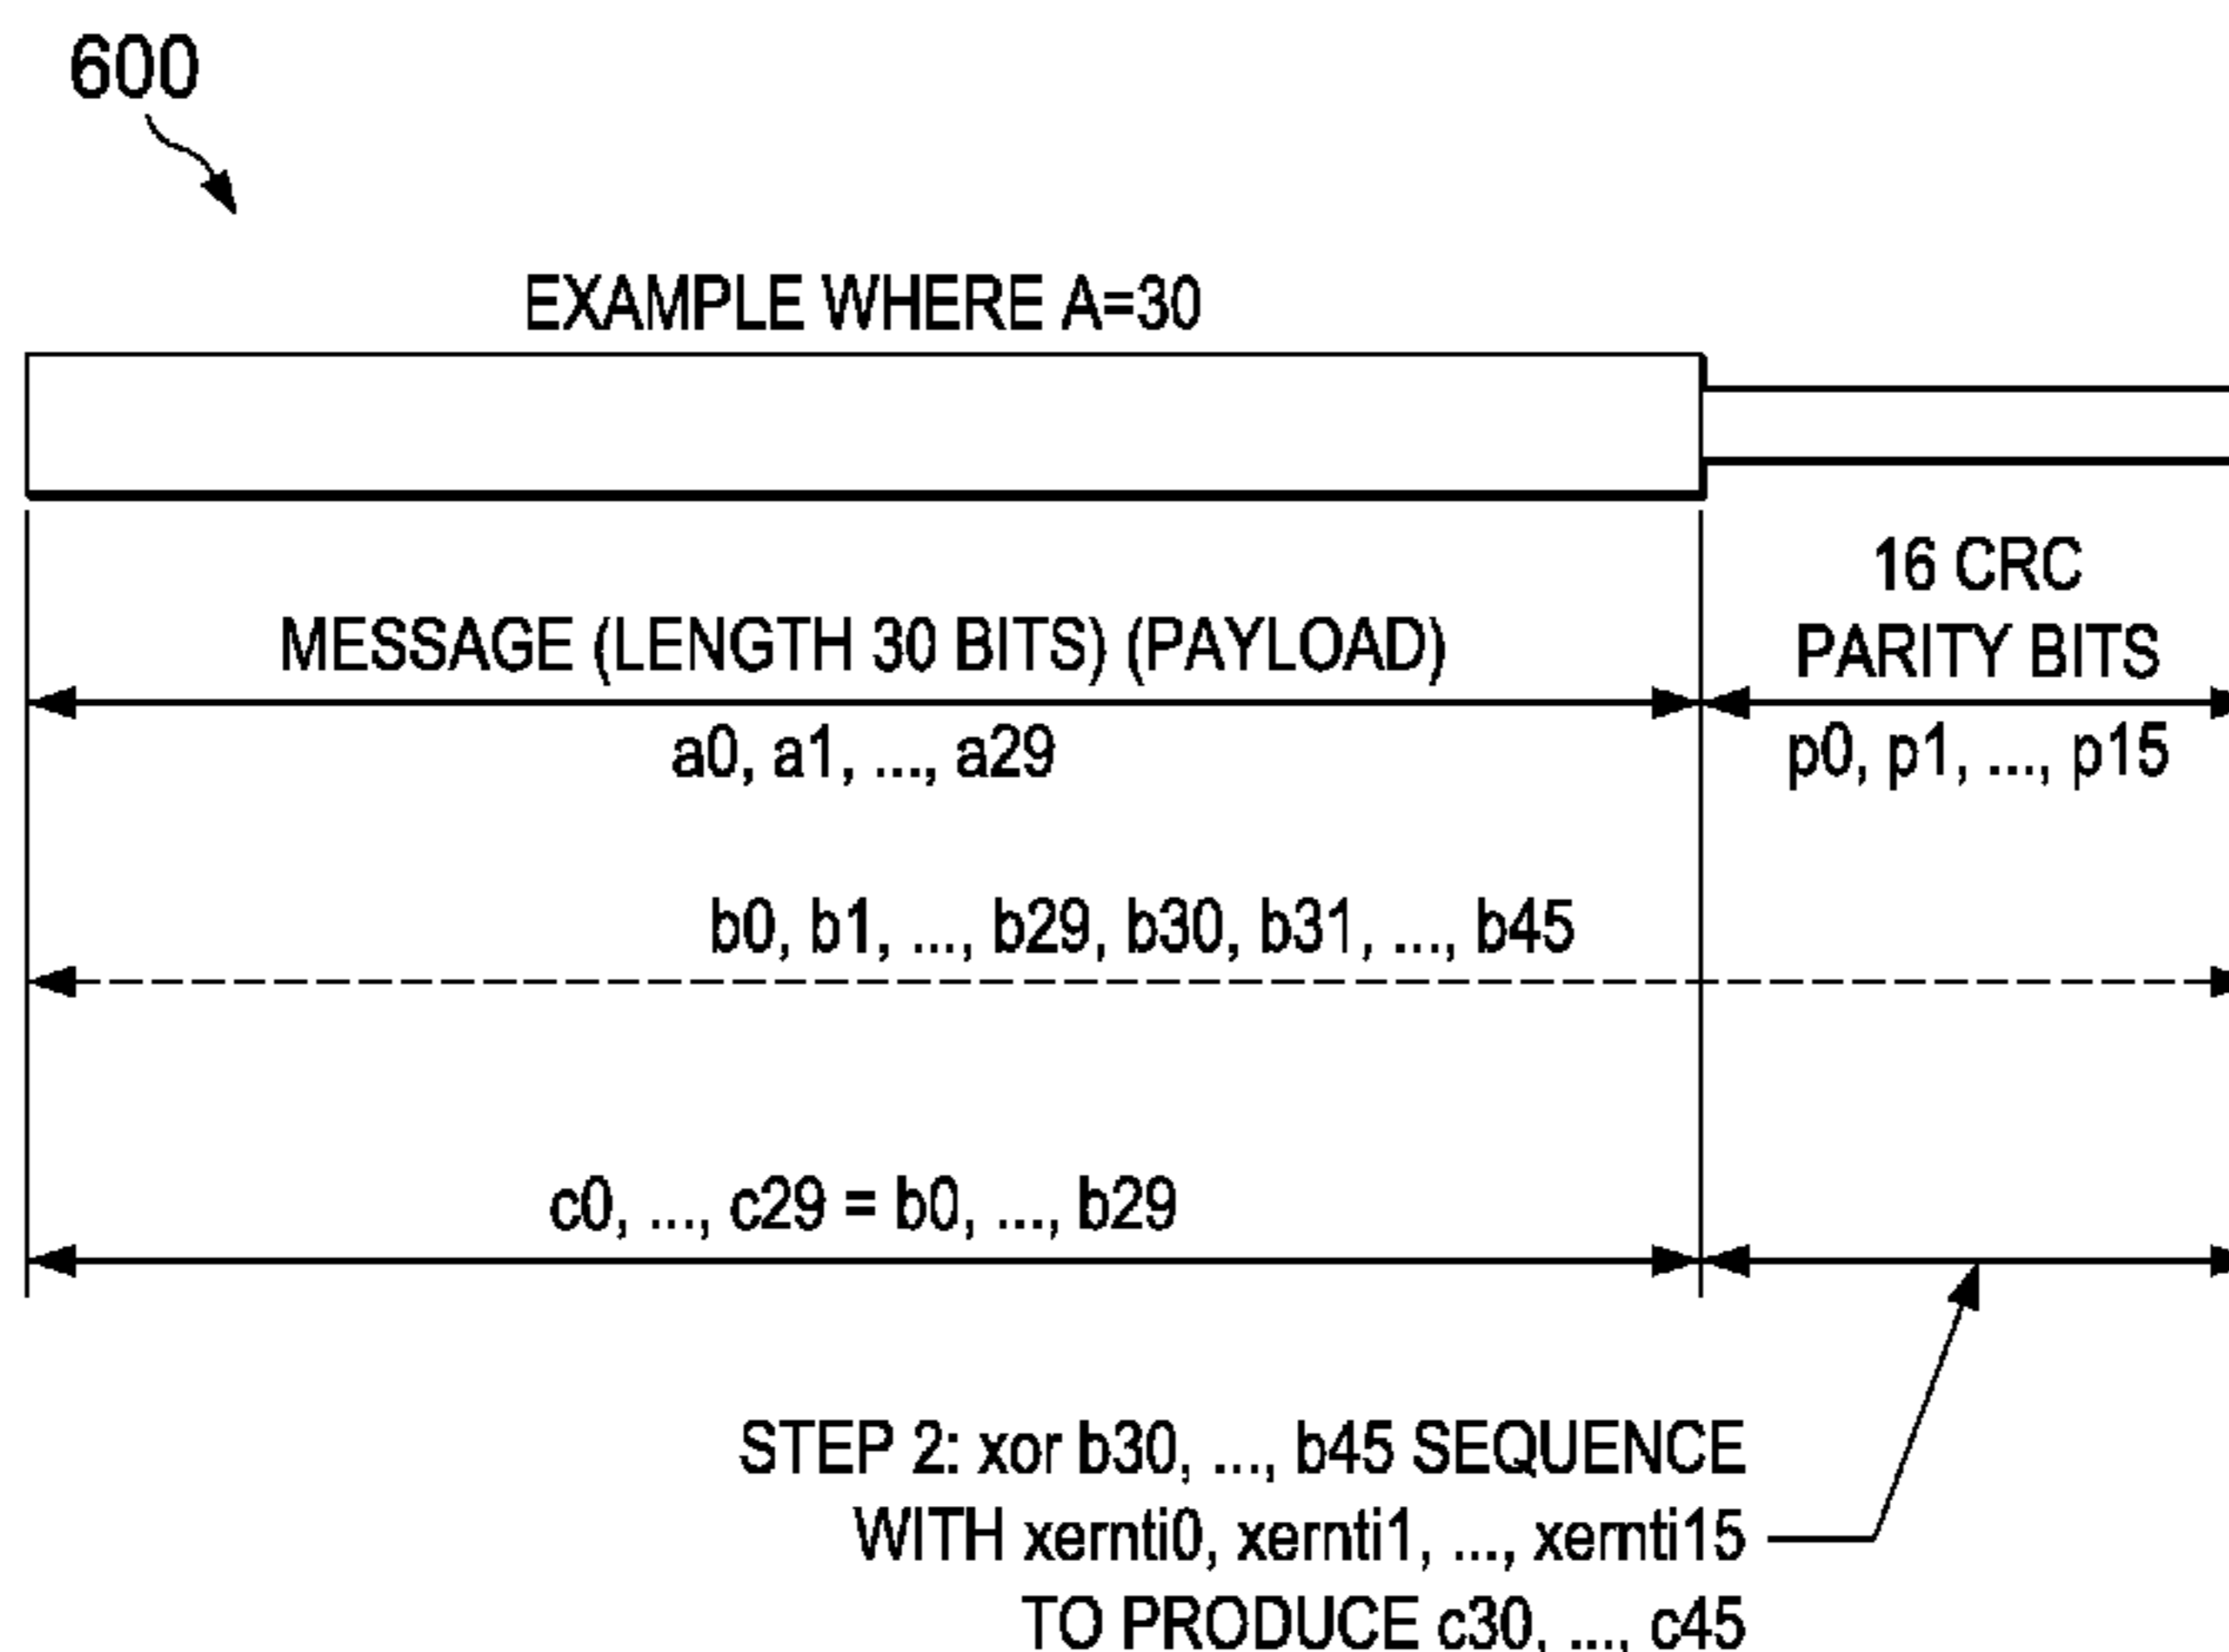 600
EXAMPLE WHERE A=30
16 CRC
PARITY BITS
MESSAGE (LENGTH 30 BITS) (PAYLOAD)
a0, a1, ..., a29
p0, p1, ..., p15
b0, b1, ..., b29, b30, b31, ..., b45
c0, ..., c29 = b0, ..., b29
STEP 2: xor b30, ..., b45 SEQUENCE
WITH xernti0, xernti1, ..., xernti15
TO PRODUCE c30, ..., c45